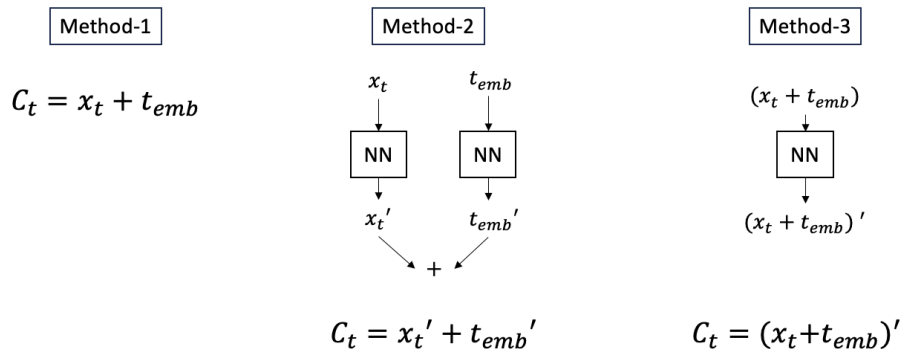 Method-1
C_t = x_t + t_emb
Method-2
x_t
t_emb
NN
NN
x_t'
t_emb'
+
C_t = x_t' + t_emb'
Method-3
(x_t + t_emb)
NN
(x_t + t_emb) '
C_t = (x_t+t_emb)'